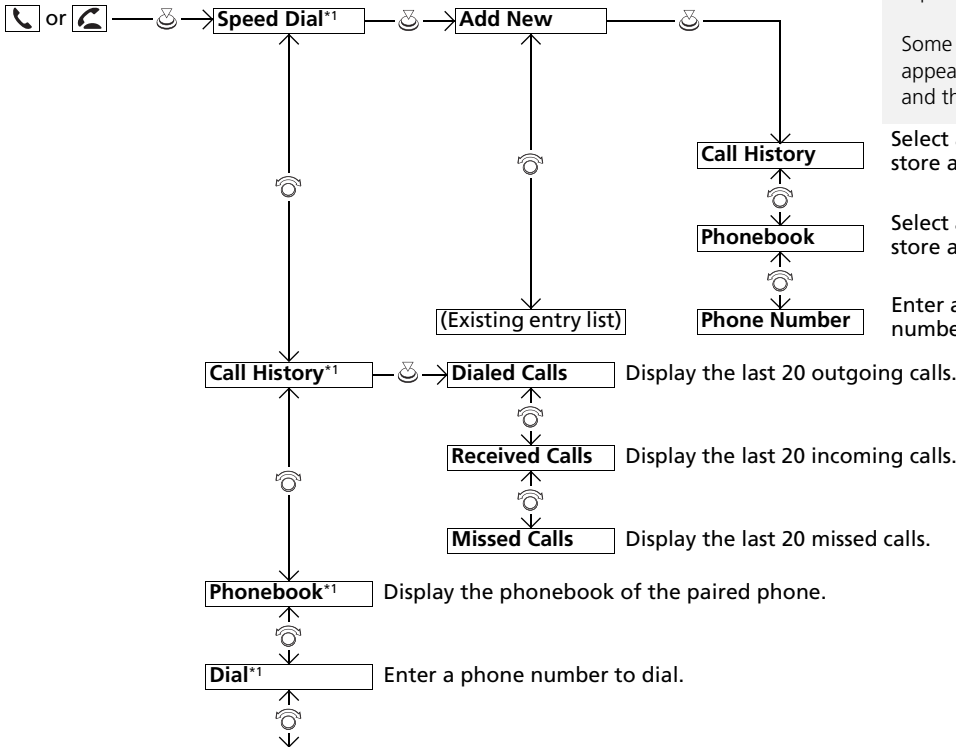 or Speed Dial*1 Add New
Some
appea
and th
Call History Select
store a
Phonebook Select
store a
(Existing entry list) Phone Number Enter a
numbe
Call History*1 Dialed Calls Display the last 20 outgoing calls.
Received Calls Display the last 20 incoming calls.
Missed Calls Display the last 20 missed calls.
Phonebook*1 Display the phonebook of the paired phone.
Dial*1 Enter a phone number to dial.